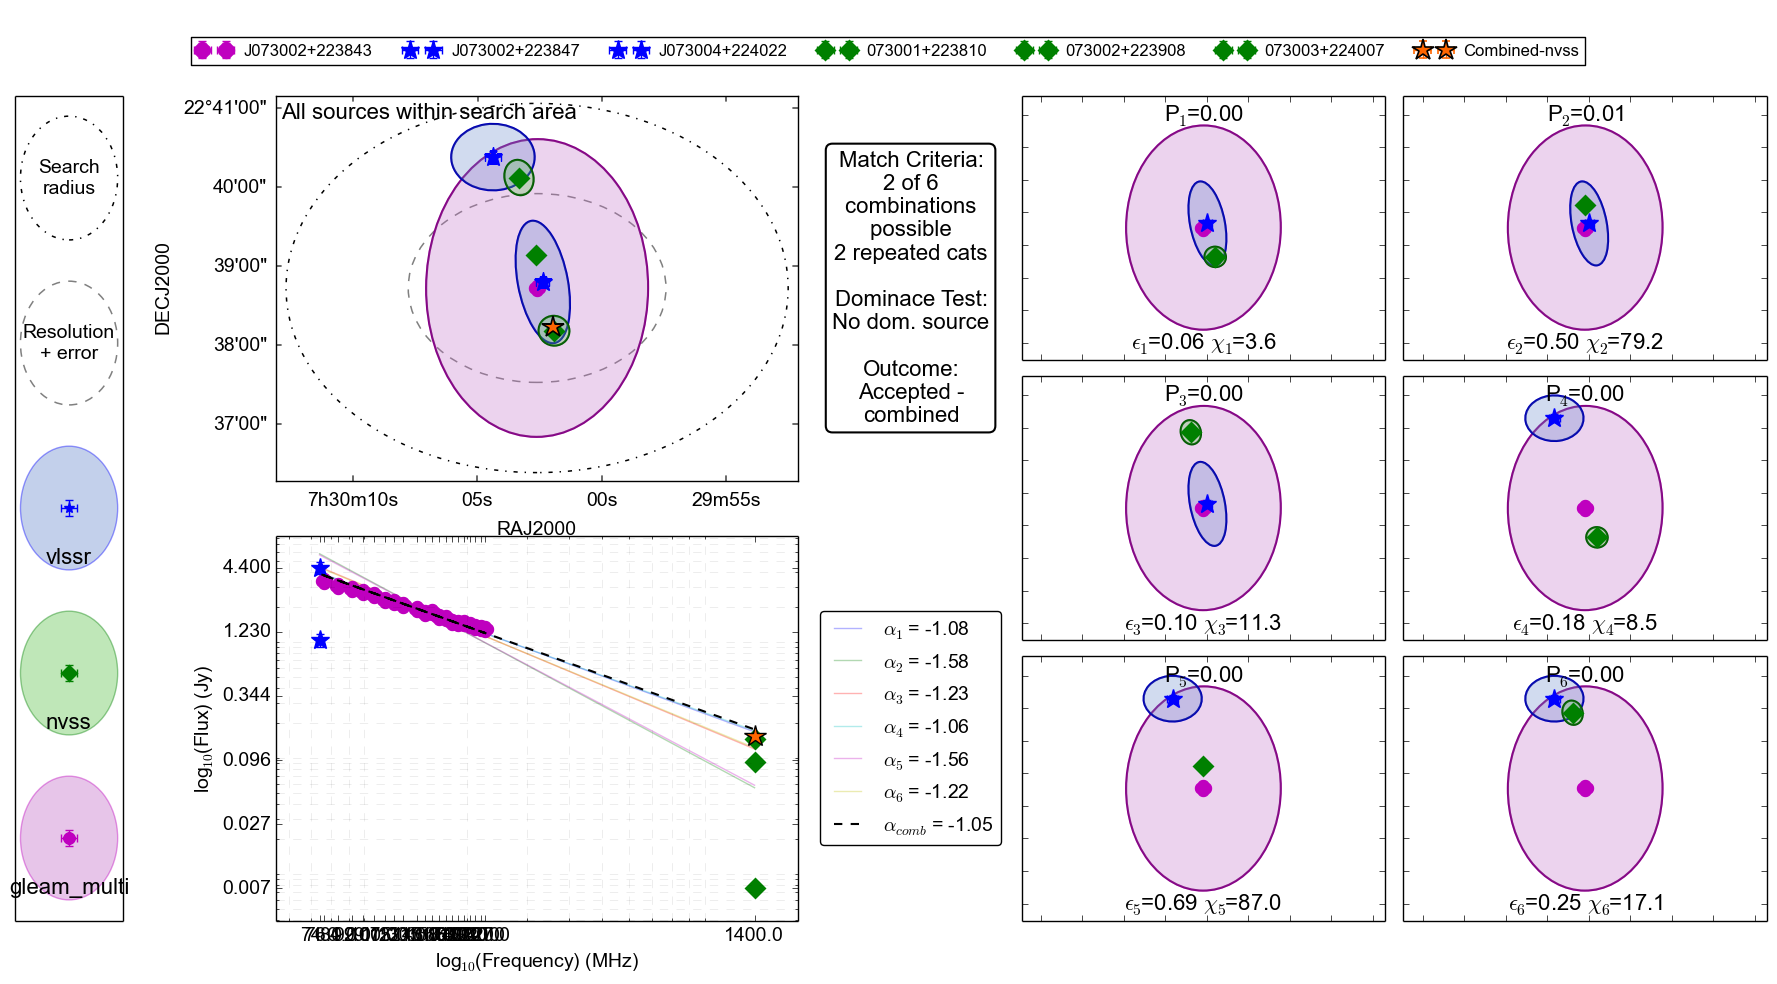 J073002+223843 J073002+223847 J073004+224022 073001+223810 073002+223908 073003+224007 Combined-nvss
Search
radius
Resolution
+ error
vlssr
nvss
gleam_multi
All sources within search area
DECJ2000
22°41'00"
40'00"
39'00"
38'00"
37'00"
7h30m10s 05s 00s 29m55s
RAJ2000
log₁₀(Flux) (Jy)
4.400
1.230
0.344
0.096
0.027
0.007
1400.0
log₁₀(Frequency) (MHz)
Match Criteria:
2 of 6
combinations
possible
2 repeated cats
Dominace Test:
No dom. source
Outcome:
Accepted -
combined
α₁ = -1.08
α₂ = -1.58
α₃ = -1.23
α₄ = -1.06
α₅ = -1.56
α₆ = -1.22
α_comb = -1.05
P₁=0.00
ϵ₁=0.06 χ₁=3.6
P₂=0.01
ϵ₂=0.50 χ₂=79.2
P₃=0.00
ϵ₃=0.10 χ₃=11.3
P₄=0.00
ϵ₄=0.18 χ₄=8.5
P₅=0.00
ϵ₅=0.69 χ₅=87.0
P₆=0.00
ϵ₆=0.25 χ₆=17.1